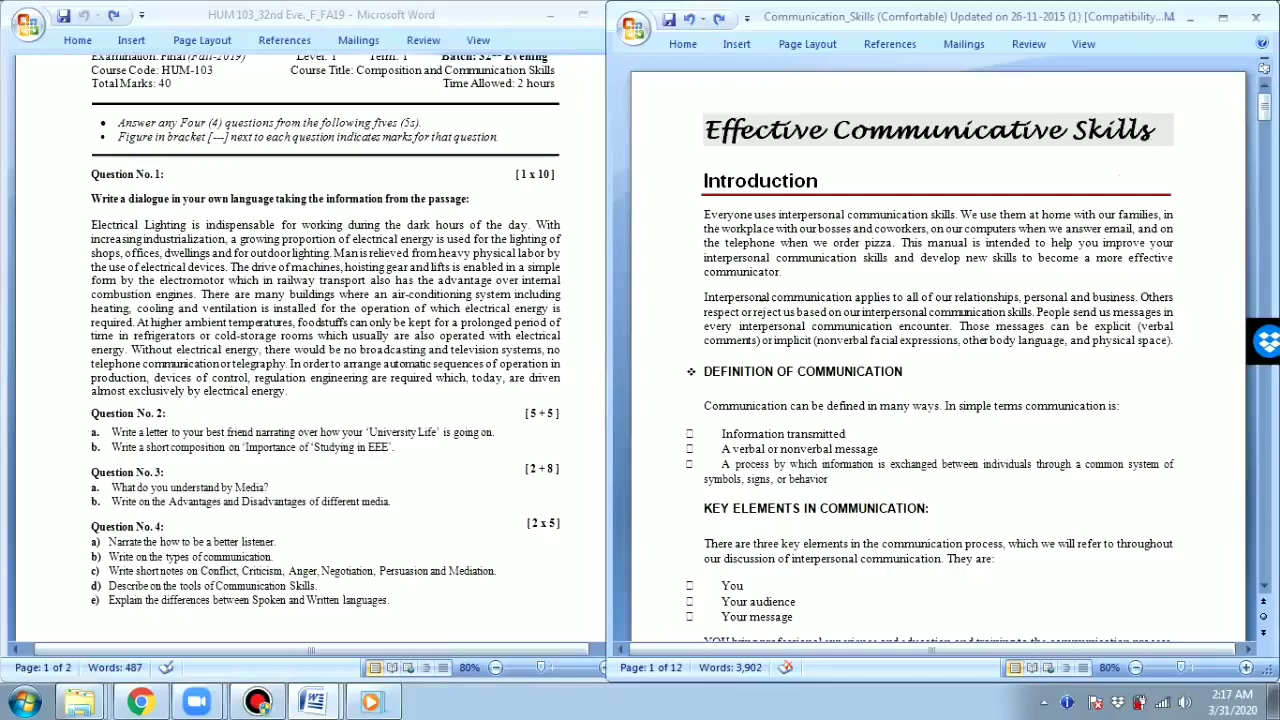 HUM 103_32nd Eve._F_FA19 - Microsoft Word
Home Insert Page Layout References Mailings Review View
Examination: Final (Fall-2019) Level: 1 Term: 1 Batch: 32nd Evening
Course Code: HUM-103 Course Title: Composition and Communication Skills
Total Marks: 40 Time Allowed: 2 hours
• Answer any Four (4) questions from the following fives (5s).
• Figure in bracket [---] next to each question indicates marks for that question.
Question No. 1: [ 1 x 10 ]
Write a dialogue in your own language taking the information from the passage:
Electrical Lighting is indispensable for working during the dark hours of the day. With
increasing industrialization, a growing proportion of electrical energy is used for the lighting of
shops, offices, dwellings and for outdoor lighting. Man is relieved from heavy physical labor by
the use of electrical devices. The drive of machines, hoisting gear and lifts is enabled in a simple
form by the electromotor which in railway transport also has the advantage over internal
combustion engines. There are many buildings where an air-conditioning system including
heating, cooling and ventilation is installed for the operation of which electrical energy is
required. At higher ambient temperatures, foodstuffs can only be kept for a prolonged period of
time in refrigerators or cold-storage rooms which usually are also operated with electrical
energy. Without electrical energy, there would be no broadcasting and television systems, no
telephone communication or telegraphy. In order to arrange automatic sequences of operation in
production, devices of control, regulation engineering are required which, today, are driven
almost exclusively by electrical energy.
Question No. 2: [ 5 + 5 ]
a. Write a letter to your best friend narrating over how your ‘University Life’ is going on.
b. Write a short composition on ‘Importance of ‘Studying in EEE’.
Question No. 3: [ 2 + 8 ]
a. What do you understand by Media?
b. Write on the Advantages and Disadvantages of different media.
Question No. 4: [ 2 x 5 ]
a) Narrate the how to be a better listener.
b) Write on the types of communication.
c) Write short notes on Conflict, Criticism, Anger, Negotiation, Persuasion and Mediation.
d) Describe on the tools of Communication Skills.
e) Explain the differences between Spoken and Written languages.
Page: 1 of 2 Words: 487 80%
Communication_Skills (Comfortable) Updated on 26-11-2015 (1) [Compatibility... M
Home Insert Page Layout References Mailings Review View
Effective Communicative Skills
Introduction
Everyone uses interpersonal communication skills. We use them at home with our families, in
the workplace with our bosses and coworkers, on our computers when we answer email, and on
the telephone when we order pizza. This manual is intended to help you improve your
interpersonal communication skills and develop new skills to become a more effective
communicator.
Interpersonal communication applies to all of our relationships, personal and business. Others
respect or reject us based on our interpersonal communication skills. People send us messages in
every interpersonal communication encounter. Those messages can be explicit (verbal
comments) or implicit (nonverbal facial expressions, other body language, and physical space).
❖ DEFINITION OF COMMUNICATION
Communication can be defined in many ways. In simple terms communication is:
Information transmitted
A verbal or nonverbal message
A process by which information is exchanged between individuals through a common system of
symbols, signs, or behavior
KEY ELEMENTS IN COMMUNICATION:
There are three key elements in the communication process, which we will refer to throughout
our discussion of interpersonal communication. They are:
You
Your audience
Your message
YOU bring professional experience and education and training to the communication process.
Page: 1 of 12 Words: 3,902 80%
2:17 AM
3/31/2020